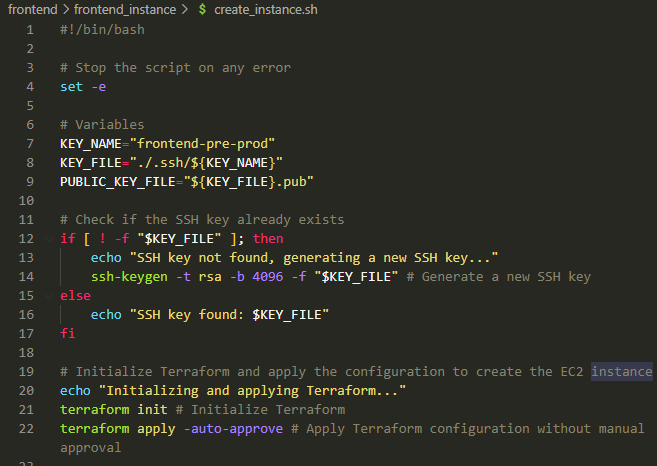 frontend > frontend_instance > $ create_instance.sh
1 #!/bin/bash
2
3 # Stop the script on any error
4 set -e
5
6 # Variables
7 KEY_NAME="frontend-pre-prod"
8 KEY_FILE="./.ssh/${KEY_NAME}"
9 PUBLIC_KEY_FILE="${KEY_FILE}.pub"
10
11 # Check if the SSH key already exists
12 if [ ! -f "$KEY_FILE" ]; then
13     echo "SSH key not found, generating a new SSH key..."
14     ssh-keygen -t rsa -b 4096 -f "$KEY_FILE" # Generate a new SSH key
15 else
16     echo "SSH key found: $KEY_FILE"
17 fi
18
19 # Initialize Terraform and apply the configuration to create the EC2 instance
20 echo "Initializing and applying Terraform..."
21 terraform init # Initialize Terraform
22 terraform apply -auto-approve # Apply Terraform configuration without manual
approval